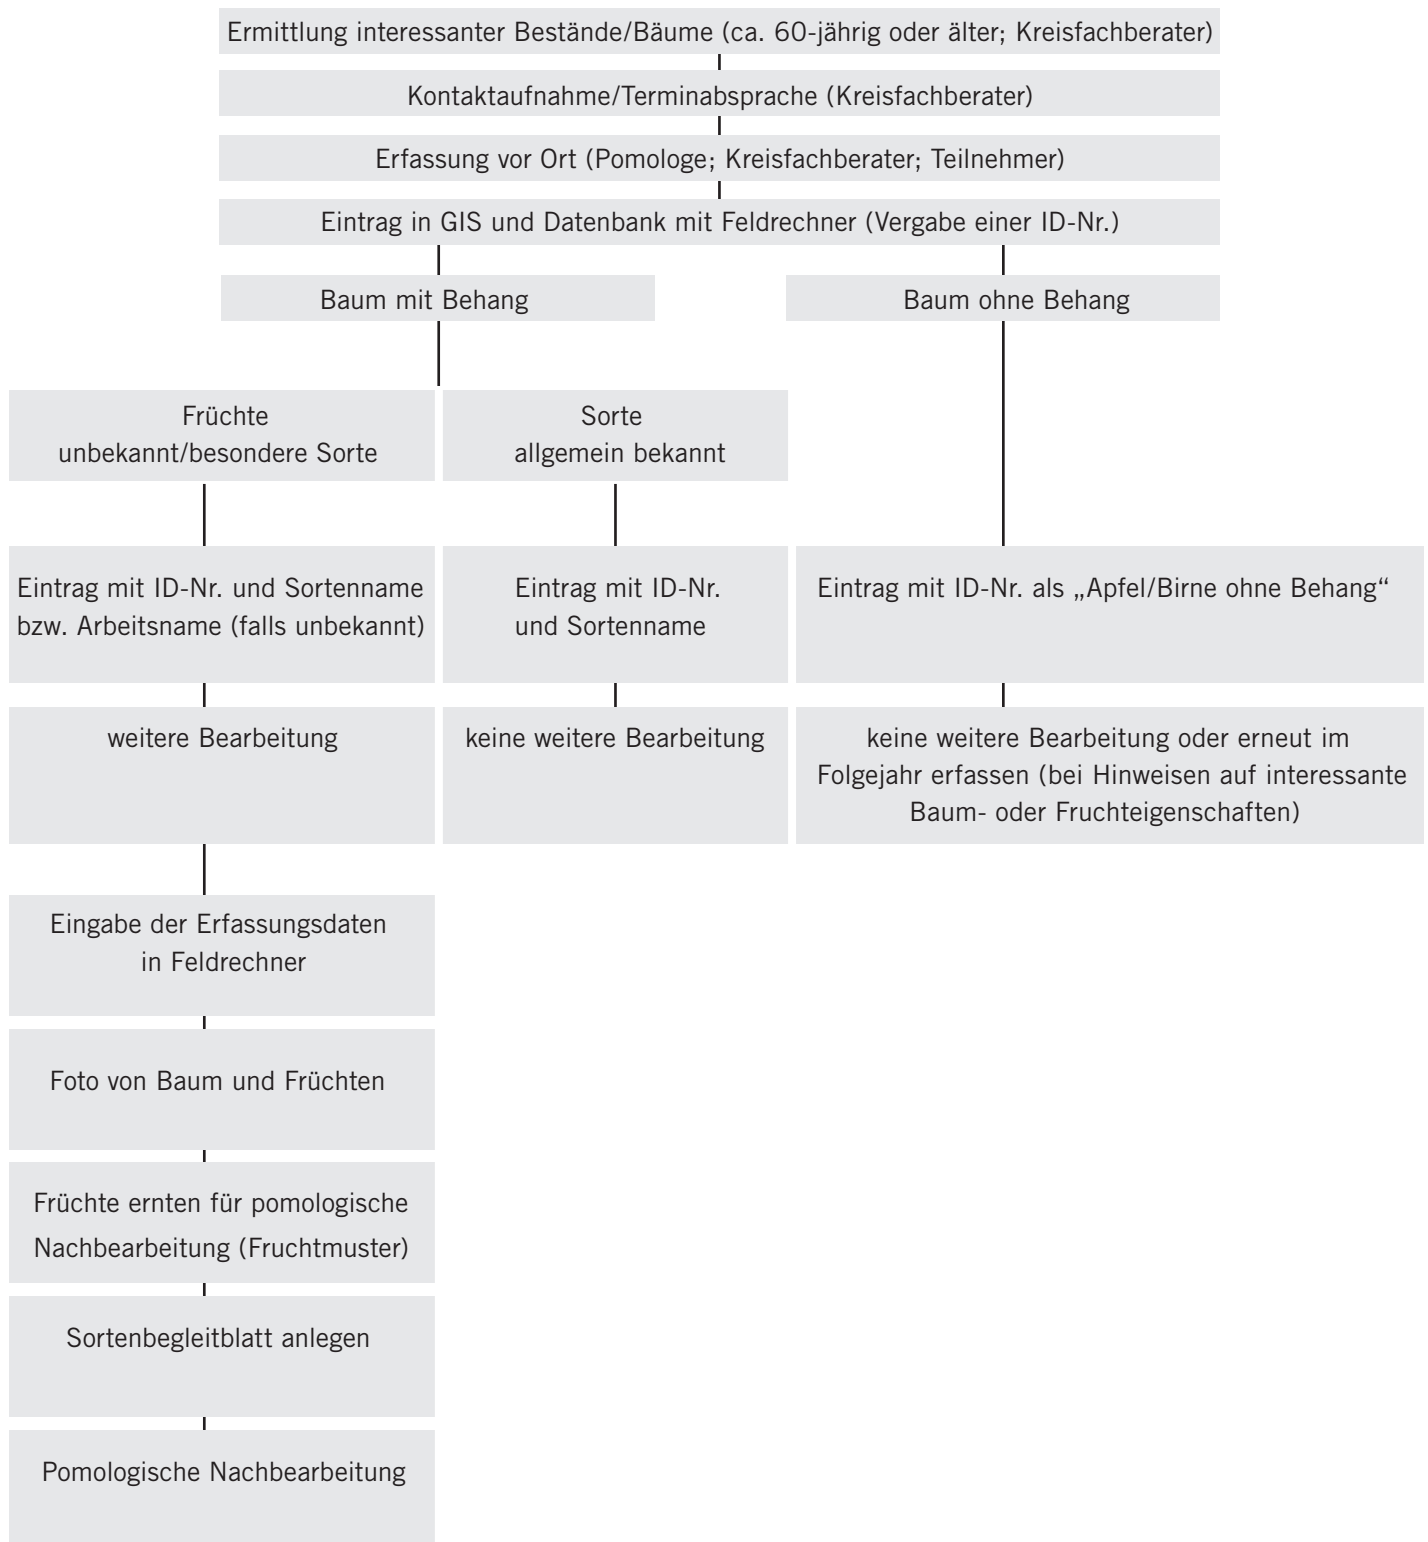 Ermittlung interessanter Bestände/Bäume (ca. 60-jährig oder älter; Kreisfachberater)
Kontaktaufnahme/Terminabsprache (Kreisfachberater)
Erfassung vor Ort (Pomologe; Kreisfachberater; Teilnehmer)
Eintrag in GIS und Datenbank mit Feldrechner (Vergabe einer ID-Nr.)
Baum mit Behang
Baum ohne Behang
Früchte
unbekannt/besondere Sorte
Sorte
allgemein bekannt
Eintrag mit ID-Nr. und Sortenname
bzw. Arbeitsname (falls unbekannt)
Eintrag mit ID-Nr.
und Sortenname
Eintrag mit ID-Nr. als „Apfel/Birne ohne Behang“
weitere Bearbeitung
keine weitere Bearbeitung
keine weitere Bearbeitung oder erneut im
Folgejahr erfassen (bei Hinweisen auf interessante
Baum- oder Fruchteigenschaften)
Eingabe der Erfassungsdaten
in Feldrechner
Foto von Baum und Früchten
Früchte ernten für pomologische
Nachbearbeitung (Fruchtmuster)
Sortenbegleitblatt anlegen
Pomologische Nachbearbeitung